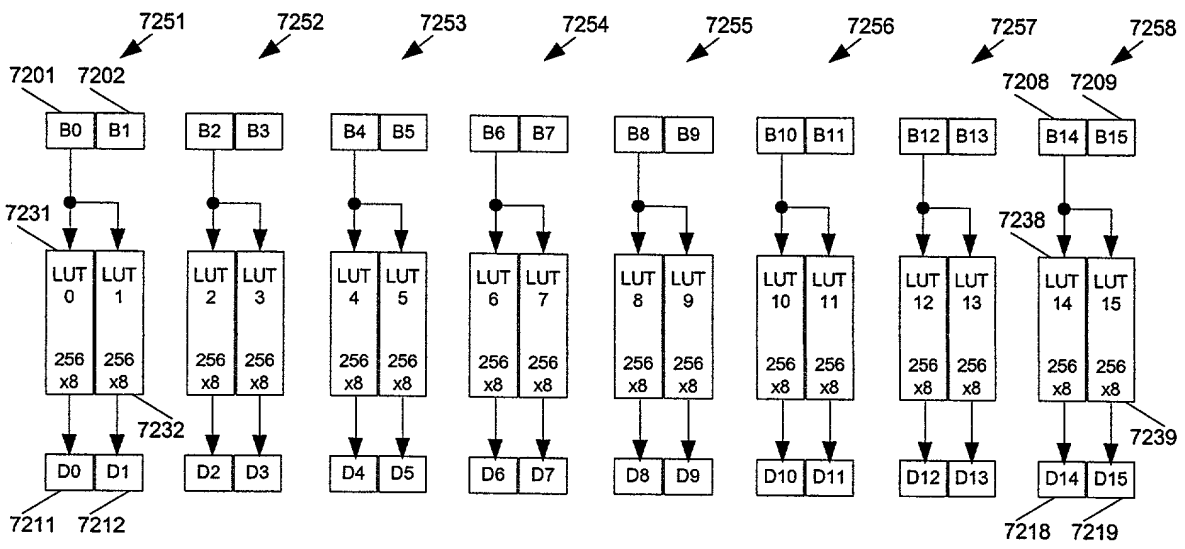 7251 7252 7253 7254 7255 7256 7257 7258
7201 7202 7208 7209
B0 B1 B2 B3 B4 B5 B6 B7 B8 B9 B10 B11 B12 B13 B14 B15
7231 7238
LUT LUT LUT LUT LUT LUT LUT LUT LUT LUT LUT LUT LUT LUT LUT LUT
0 1 2 3 4 5 6 7 8 9 10 11 12 13 14 15
256 256 256 256 256 256 256 256 256 256 256 256 256 256 256 256
x8 x8 x8 x8 x8 x8 x8 x8 x8 x8 x8 x8 x8 x8 x8 x8
7232 7239
D0 D1 D2 D3 D4 D5 D6 D7 D8 D9 D10 D11 D12 D13 D14 D15
7211 7212 7218 7219